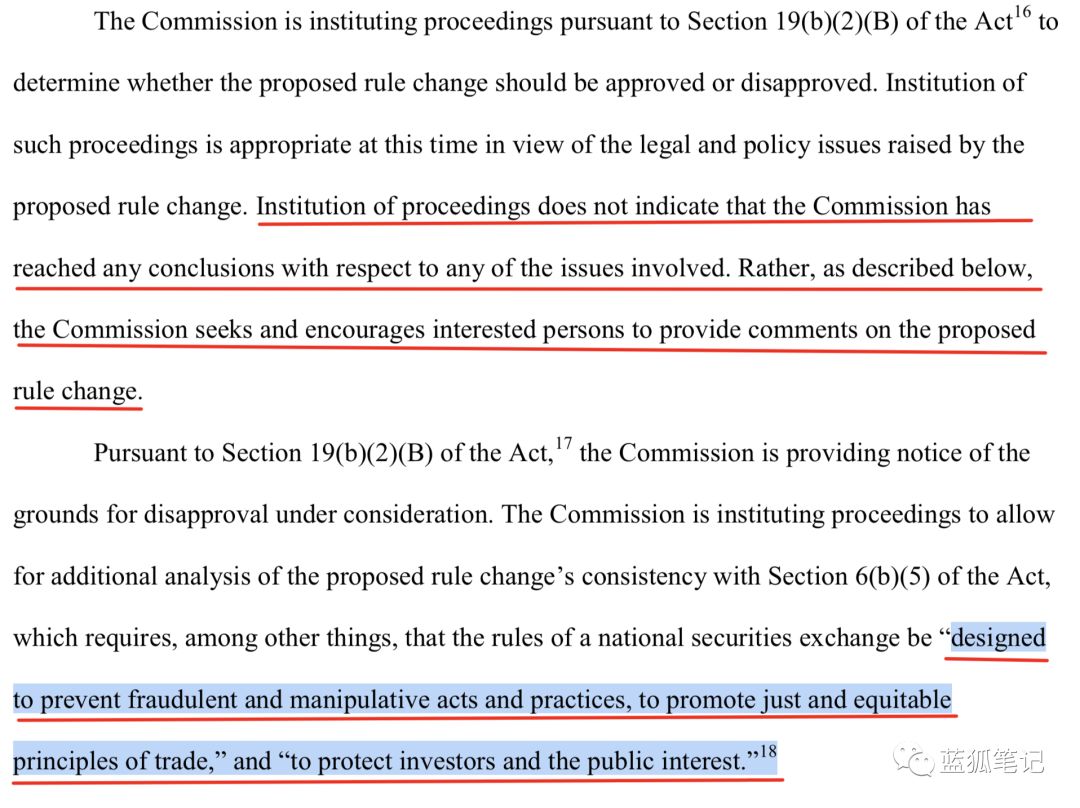 The Commission is instituting proceedings pursuant to Section 19(b)(2)(B) of the Act16 to
determine whether the proposed rule change should be approved or disapproved. Institution of
such proceedings is appropriate at this time in view of the legal and policy issues raised by the
proposed rule change. Institution of proceedings does not indicate that the Commission has
reached any conclusions with respect to any of the issues involved. Rather, as described below,
the Commission seeks and encourages interested persons to provide comments on the proposed
rule change.
Pursuant to Section 19(b)(2)(B) of the Act,17 the Commission is providing notice of the
grounds for disapproval under consideration. The Commission is instituting proceedings to allow
for additional analysis of the proposed rule change’s consistency with Section 6(b)(5) of the Act,
which requires, among other things, that the rules of a national securities exchange be “designed
to prevent fraudulent and manipulative acts and practices, to promote just and equitable
principles of trade,” and “to protect investors and the public interest.”18
蓝狐笔记